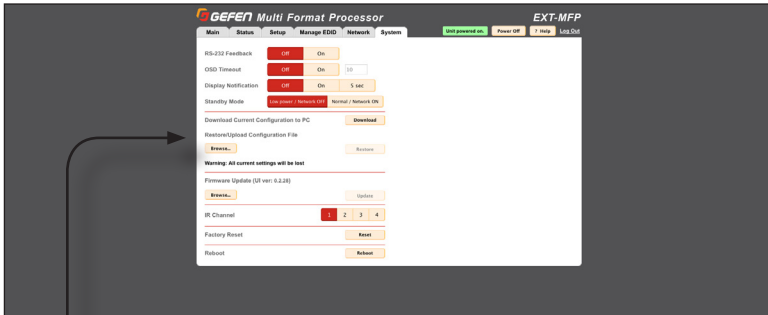 GEFEN Multi Format Processor EXT-MFP
Main Status Setup Manage EDID Network System Unit powered on. Power Off ? Help Log Out
RS-232 Feedback Off On
OSD Timeout Off On 10
Display Notification Off On 5 sec
Standby Mode Low power / Network OFF Normal / Network ON
Download Current Configuration to PC Download
Restore/Upload Configuration File
Browse... Restore
Warning: All current settings will be lost
Firmware Update (UI ver: 0.2.28)
Browse... Update
IR Channel 1 2 3 4
Factory Reset Reset
Reboot Reboot